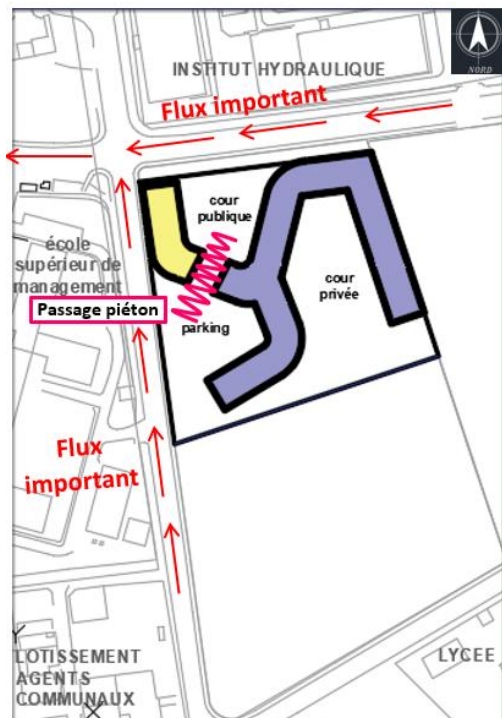 NORD
INSTITUT HYDRAULIQUE
Flux important
cour
publique
école
supérieur de
management
Passage piéton
cour
privée
parking
Flux
important
LOTISSEMENT
AGENTS
COMMUNAUX
LYCEE